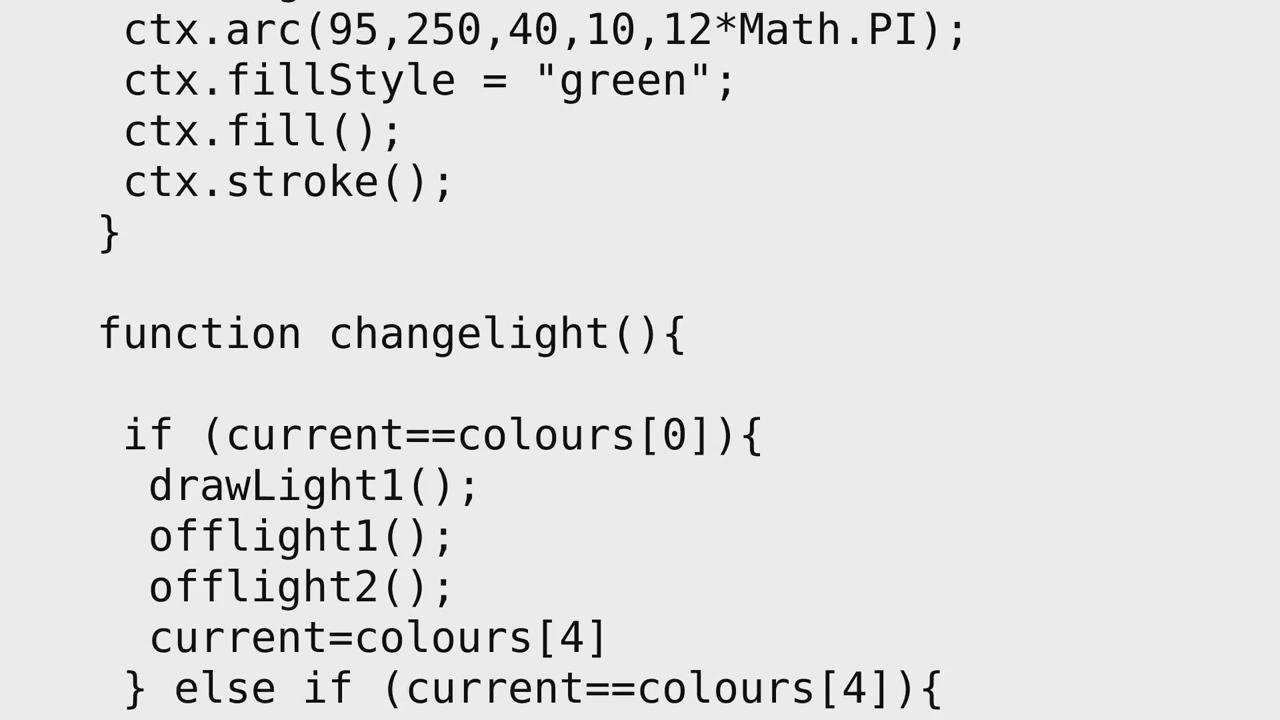 ctx.arc(95,250,40,10,12*Math.PI);
ctx.fillStyle = "green";
ctx.fill();
ctx.stroke();
}
function changelight(){
if (current==colours[0]){
drawLight1();
offlight1();
offlight2();
current=colours[4]
} else if (current==colours[4]){